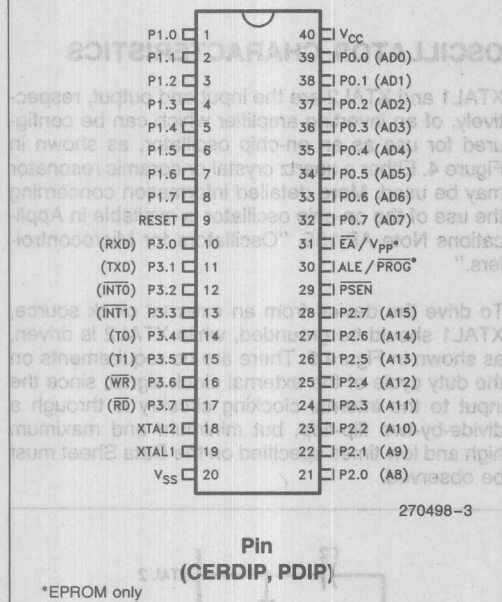 P1.0 1 40 VCC
P1.1 2 39 P0.0 (AD0)
P1.2 3 38 P0.1 (AD1)
P1.3 4 37 P0.2 (AD2)
P1.4 5 36 P0.3 (AD3)
P1.5 6 35 P0.4 (AD4)
P1.6 7 34 P0.5 (AD5)
P1.7 8 33 P0.6 (AD6)
RESET 9 32 P0.7 (AD7)
(RXD) P3.0 10 31 EA/VPP*
(TXD) P3.1 11 30 ALE/PROG*
(INT0) P3.2 12 29 PSEN
(INT1) P3.3 13 28 P2.7 (A15)
(T0) P3.4 14 27 P2.6 (A14)
(T1) P3.5 15 26 P2.5 (A13)
(WR) P3.6 16 25 P2.4 (A12)
(RD) P3.7 17 24 P2.3 (A11)
XTAL2 18 23 P2.2 (A10)
XTAL1 19 22 P2.1 (A9)
VSS 20 21 P2.0 (A8)
270498–3
Pin
(CERDIP, PDIP)
*EPROM only